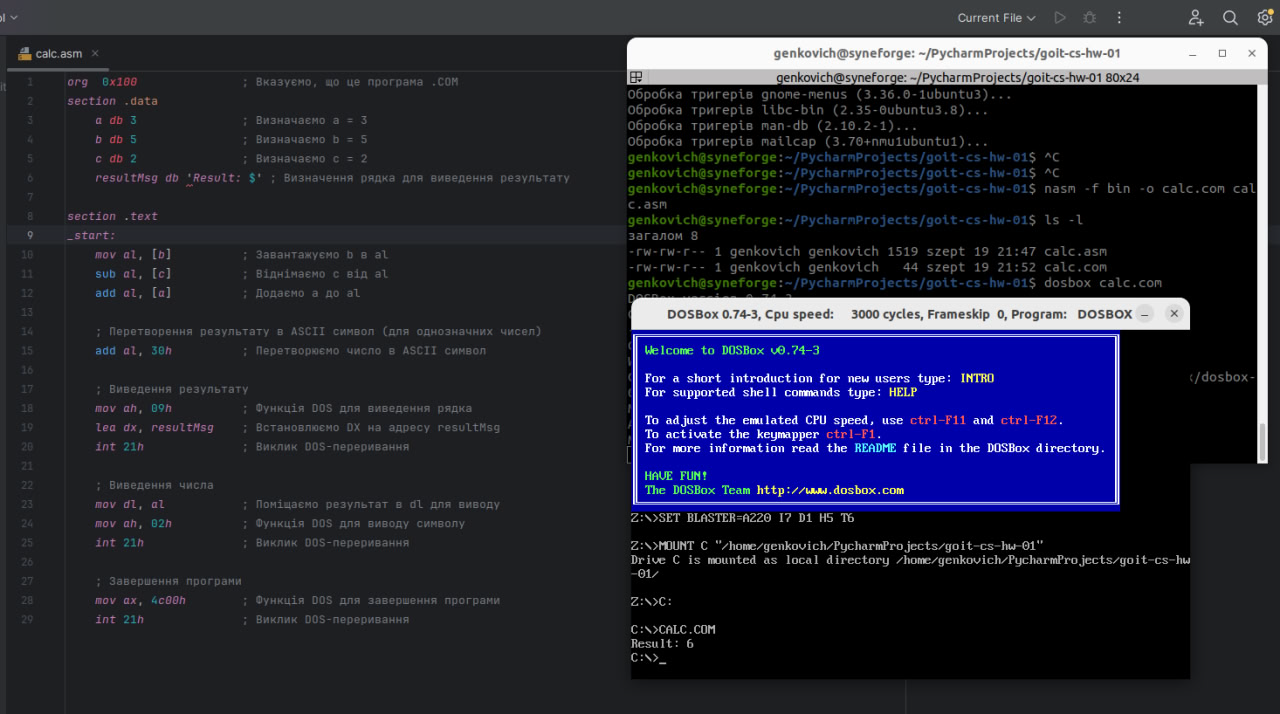 ol
Current File
calc.asm
it
1 org 0x100 ; Вказуємо, що це програма .COM
2 section .data
3 a db 3 ; Визначаємо a = 3
4 b db 5 ; Визначаємо b = 5
5 c db 2 ; Визначаємо c = 2
6 resultMsg db 'Result: $' ; Визначення рядка для виведення результату
7
8 section .text
9 _start:
10 mov al, [b] ; Завантажуємо b в al
11 sub al, [c] ; Віднімаємо c від al
12 add al, [a] ; Додаємо a до al
13
14 ; Перетворення результату в ASCII символ (для однозначних чисел)
15 add al, 30h ; Перетворюємо число в ASCII символ
16
17 ; Виведення результату
18 mov ah, 09h ; Функція DOS для виведення рядка
19 lea dx, resultMsg ; Встановлюємо DX на адресу resultMsg
20 int 21h ; Виклик DOS-переривання
21
22 ; Виведення числа
23 mov dl, al ; Поміщаємо результат в dl для виводу
24 mov ah, 02h ; Функція DOS для виводу символу
25 int 21h ; Виклик DOS-переривання
26
27 ; Завершення програми
28 mov ax, 4c00h ; Функція DOS для завершення програми
29 int 21h ; Виклик DOS-переривання
genkovich@syneforge: ~/PycharmProjects/goit-cs-hw-01
genkovich@syneforge: ~/PycharmProjects/goit-cs-hw-01 80x24
Обробка тригерів gnome-menus (3.36.0-1ubuntu3)...
Обробка тригерів libc-bin (2.35-0ubuntu3.8)...
Обробка тригерів man-db (2.10.2-1)...
Обробка тригерів mailcap (3.70+nmu1ubuntu1)...
genkovich@syneforge:~/PycharmProjects/goit-cs-hw-01$ ^C
genkovich@syneforge:~/PycharmProjects/goit-cs-hw-01$ ^C
genkovich@syneforge:~/PycharmProjects/goit-cs-hw-01$ nasm -f bin -o calc.com cal
c.asm
genkovich@syneforge:~/PycharmProjects/goit-cs-hw-01$ ls -l
загалом 8
-rw-rw-r-- 1 genkovich genkovich 1519 szept 19 21:47 calc.asm
-rw-rw-r-- 1 genkovich genkovich 44 szept 19 21:52 calc.com
genkovich@syneforge:~/PycharmProjects/goit-cs-hw-01$ dosbox calc.com
DOSBox version 0.74-3
/dosbox-
DOSBox 0.74-3, Cpu speed: 3000 cycles, Frameskip 0, Program: DOSBOX
Welcome to DOSBox v0.74-3
For a short introduction for new users type: INTRO
For supported shell commands type: HELP
To adjust the emulated CPU speed, use ctrl-F11 and ctrl-F12.
To activate the keymapper ctrl-F1.
For more information read the README file in the DOSBox directory.
HAVE FUN!
The DOSBox Team http://www.dosbox.com
Z:\>SET BLASTER=A220 I7 D1 H5 T6
Z:\>MOUNT C "/home/genkovich/PycharmProjects/goit-cs-hw-01"
Drive C is mounted as local directory /home/genkovich/PycharmProjects/goit-cs-hw
-01/
Z:\>C:
C:\>CALC.COM
Result: 6
C:\>_